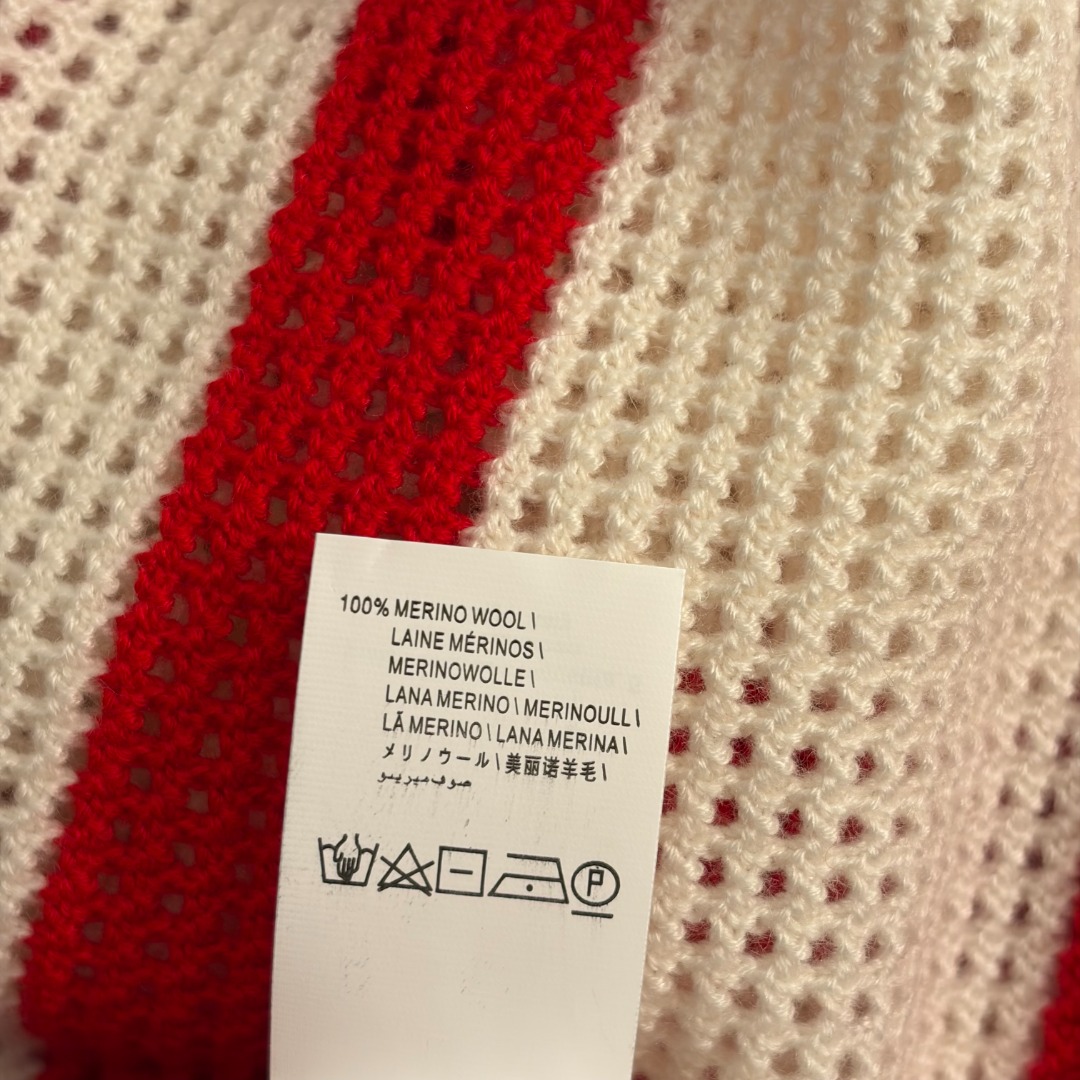 100% MERINO WOOL \
LAINE MÉRINOS \
MERINOWOLLE \
LANA MERINO \ MERINOULL \
LÃ MERINO \ LANA MERINA \
メリノウール \ 美丽诺羊毛 \
صوف ميرينو
P